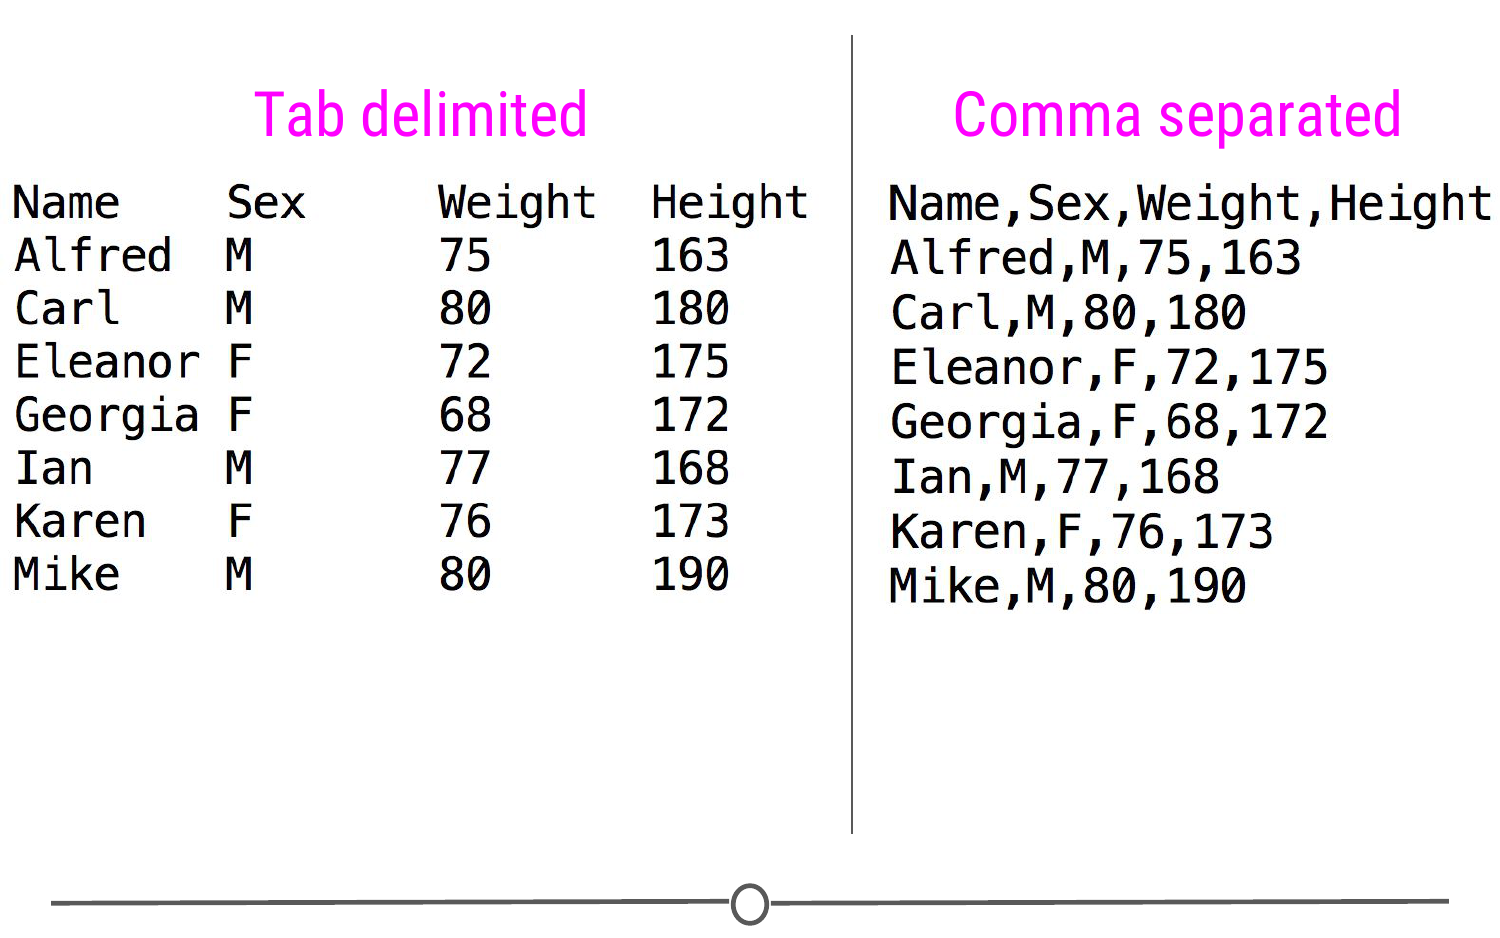 Tab delimited
Name	Sex	Weight	Height
Alfred	M	75	163
Carl	M	80	180
Eleanor	F	72	175
Georgia	F	68	172
Ian	M	77	168
Karen	F	76	173
Mike	M	80	190
Comma separated
Name,Sex,Weight,Height
Alfred,M,75,163
Carl,M,80,180
Eleanor,F,72,175
Georgia,F,68,172
Ian,M,77,168
Karen,F,76,173
Mike,M,80,190